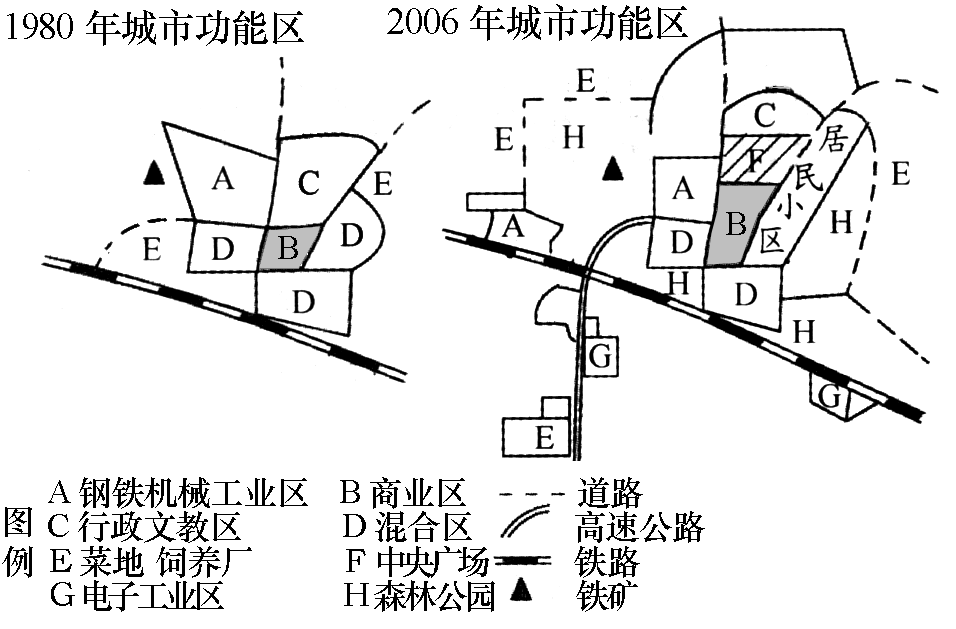 1980 年城市功能区
2006 年城市功能区
A
C
E
E
D
B
D
D
E
E
H
C
F
居
民
小
区
E
A
B
H
A
D
H
D
H
G
G
E
图
例
A 钢铁机械工业区
B 商业区
道路
C 行政文教区
D 混合区
高速公路
E 菜地 饲养厂
F 中央广场
铁路
G 电子工业区
H 森林公园
铁矿